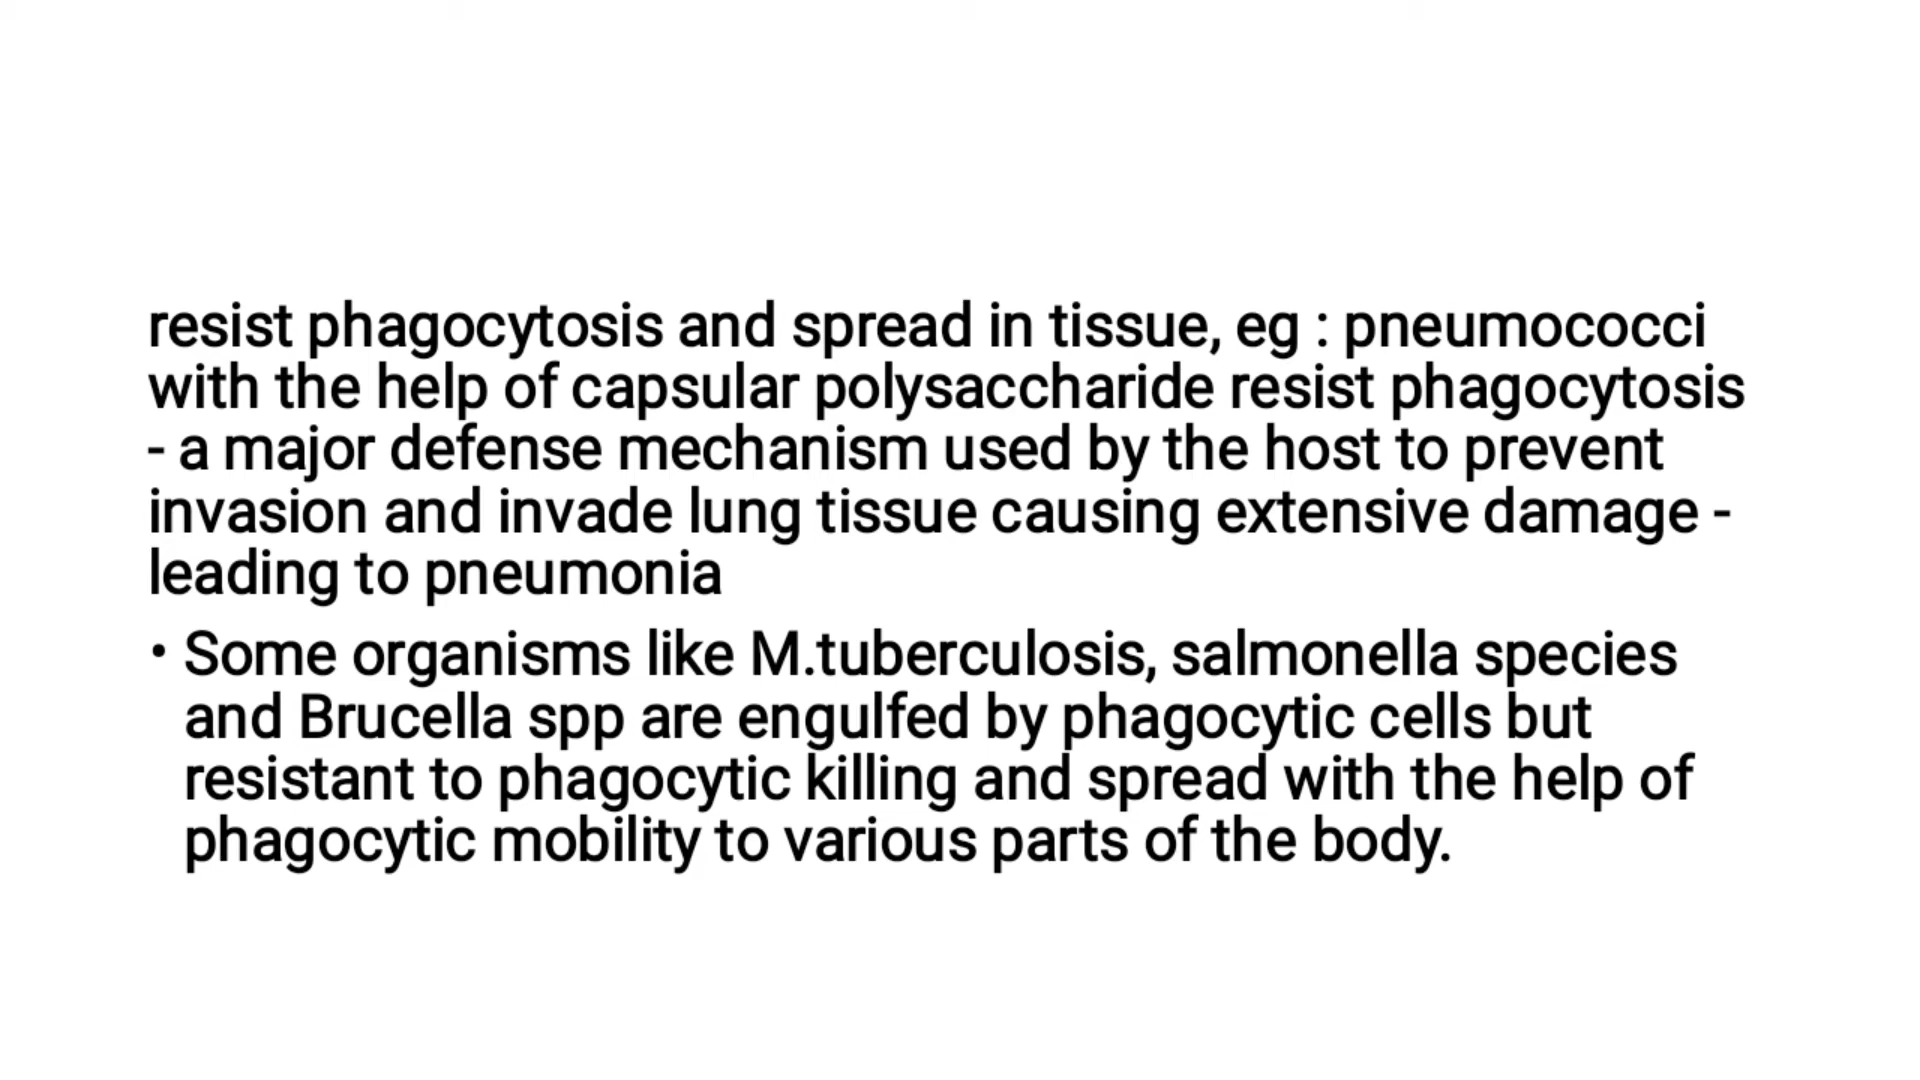 resist phagocytosis and spread in tissue, eg : pneumococci
with the help of capsular polysaccharide resist phagocytosis
- a major defense mechanism used by the host to prevent
invasion and invade lung tissue causing extensive damage -
leading to pneumonia
• Some organisms like M.tuberculosis, salmonella species
and Brucella spp are engulfed by phagocytic cells but
resistant to phagocytic killing and spread with the help of
phagocytic mobility to various parts of the body.